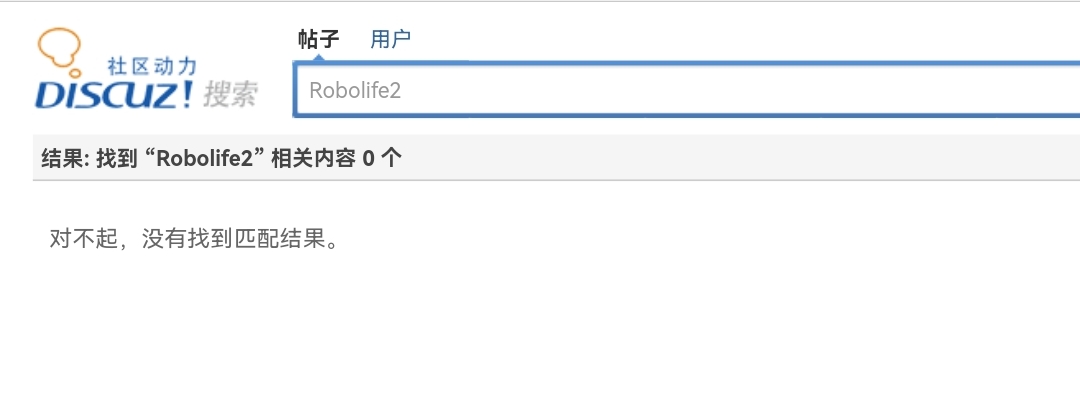 帖子 用户
社区动力
DISCUZ! 搜索
Robolife2
结果: 找到 “Robolife2” 相关内容 0 个
对不起，没有找到匹配结果。